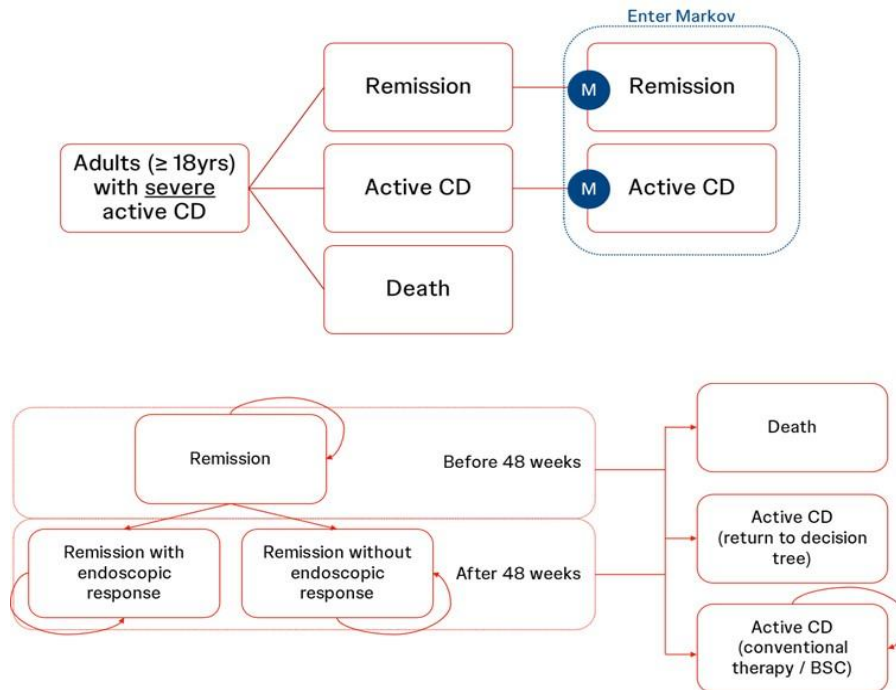 Enter Markov
Remission
M
Remission
Adults (≥ 18yrs)
with severe
active CD
Active CD
M
Active CD
Death
Remission
Before 48 weeks
Remission with
endoscopic
response
Remission without
endoscopic
response
After 48 weeks
Death
Active CD
(return to decision
tree)
Active CD
(conventional
therapy / BSC)